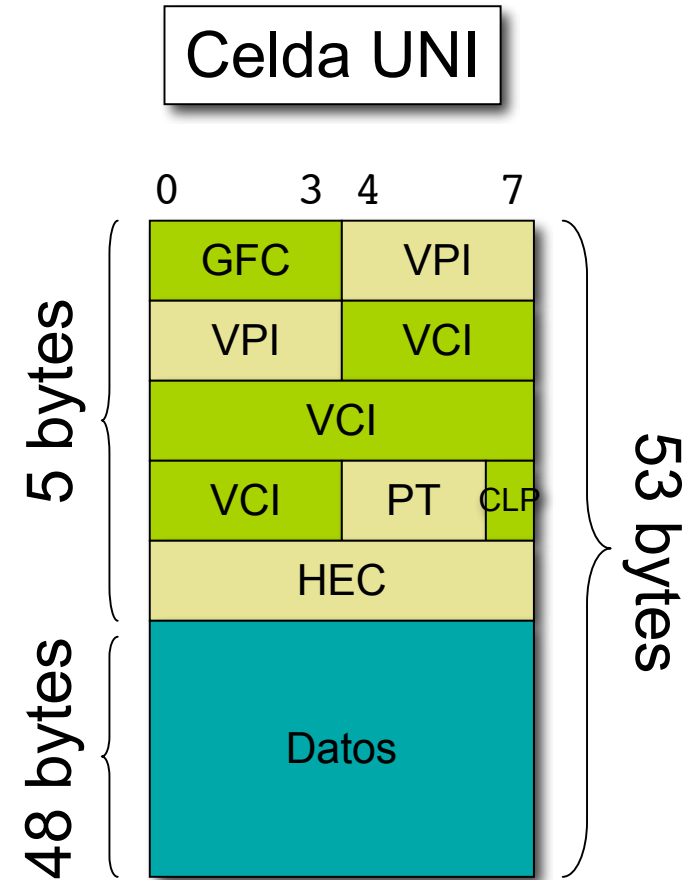 Celda UNI
0 3 4 7
GFC VPI
VPI VCI
VCI
VCI PT CLP
HEC
Datos
5 bytes
48 bytes
53 bytes